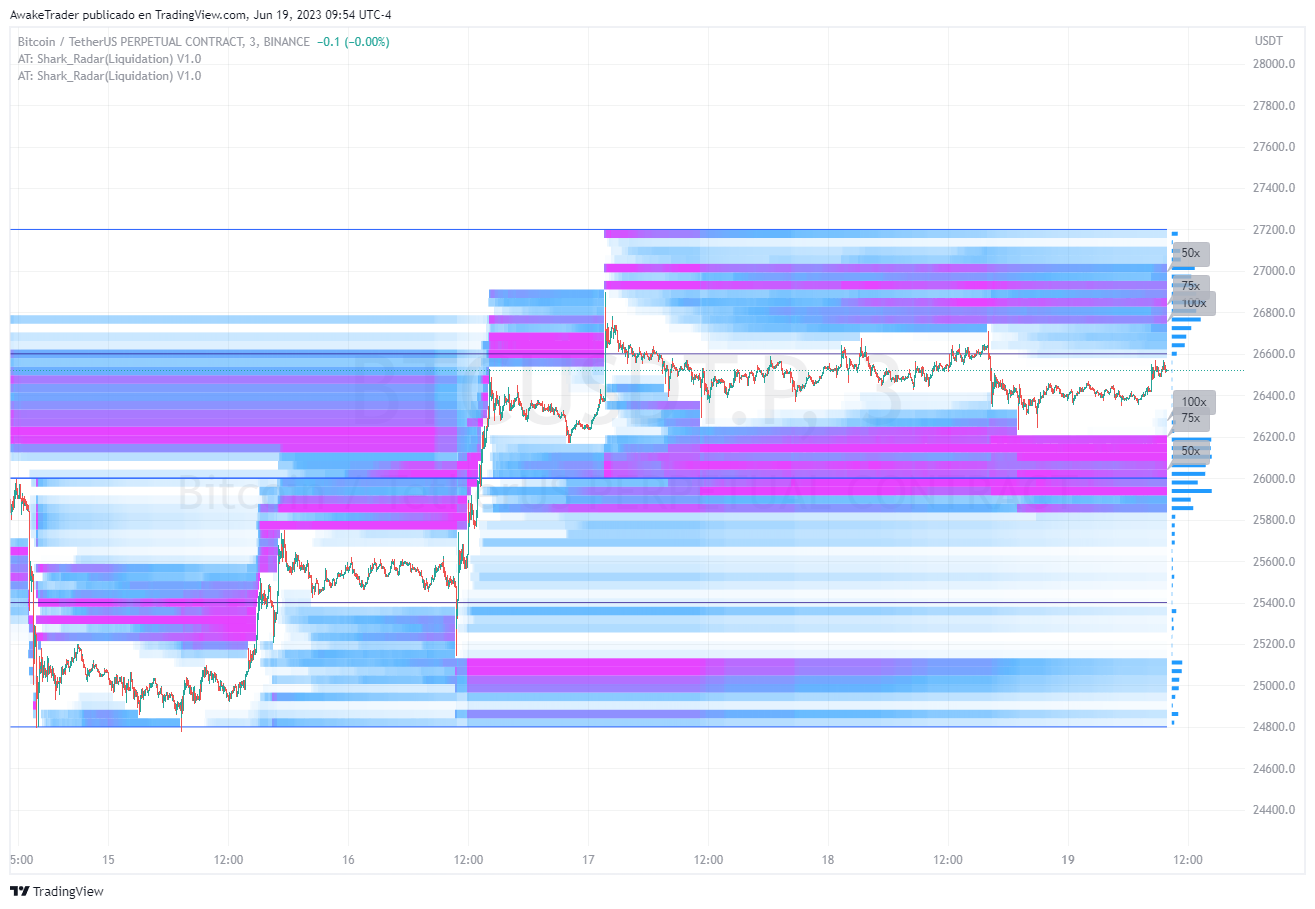 AwakeTrader publicado en TradingView.com, Jun 19, 2023 09:54 UTC-4
Bitcoin / TetherUS PERPETUAL CONTRACT, 3, BINANCE −0.1 (−0.00%)
AT: Shark_Radar(Liquidation) V1.0
AT: Shark_Radar(Liquidation) V1.0
USDT
28000.0
27800.0
27600.0
27400.0
27200.0
50x
27000.0
75x
100x
26800.0
26600.0
26400.0
100x
75x
26200.0
50x
26000.0
25800.0
25600.0
25400.0
25200.0
25000.0
24800.0
24600.0
24400.0
5:00 15 12:00 16 12:00 17 12:00 18 12:00 19 12:00
TradingView